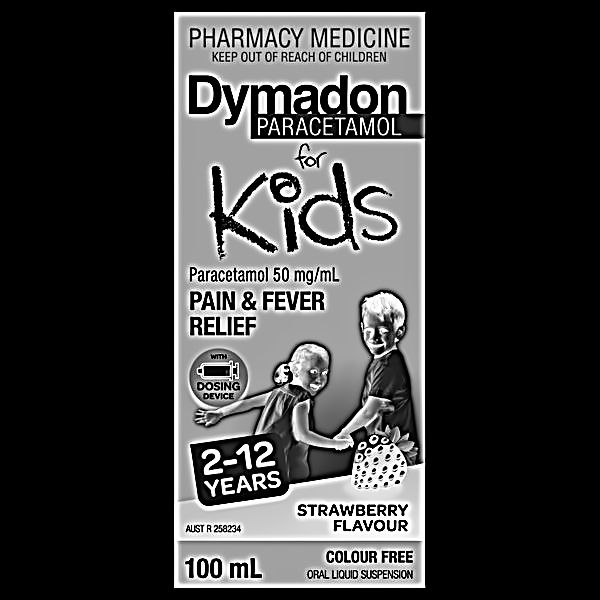 PHARMACY MEDICINE
KEEP OUT OF REACH OF CHILDREN
Dymadon
PARACETAMOL
for
Kids
Paracetamol 50 mg/mL
PAIN & FEVER
RELIEF
WITH
DOSING
DEVICE
2-12
YEARS
STRAWBERRY
FLAVOUR
AUST R 258234
COLOUR FREE
100 mL
ORAL LIQUID SUSPENSION